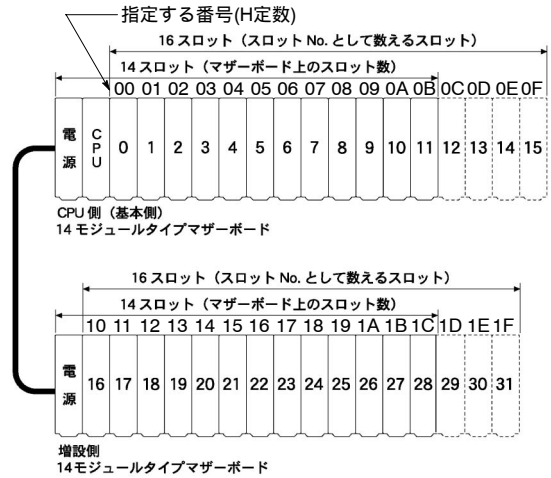 指定する番号(H定数)
16 スロット（スロット No. として数えるスロット）
14 スロット（マザーボード上のスロット数）
00 01 02 03 04 05 06 07 08 09 0A 0B 0C 0D 0E 0F
電源 CPU 0 1 2 3 4 5 6 7 8 9 10 11 12 13 14 15
CPU 側（基本側）
14 モジュールタイプマザーボード
16 スロット（スロット No. として数えるスロット）
14 スロット（マザーボード上のスロット数）
10 11 12 13 14 15 16 17 18 19 1A 1B 1C 1D 1E 1F
電源 16 17 18 19 20 21 22 23 24 25 26 27 28 29 30 31
増設側
14モジュールタイプマザーボード